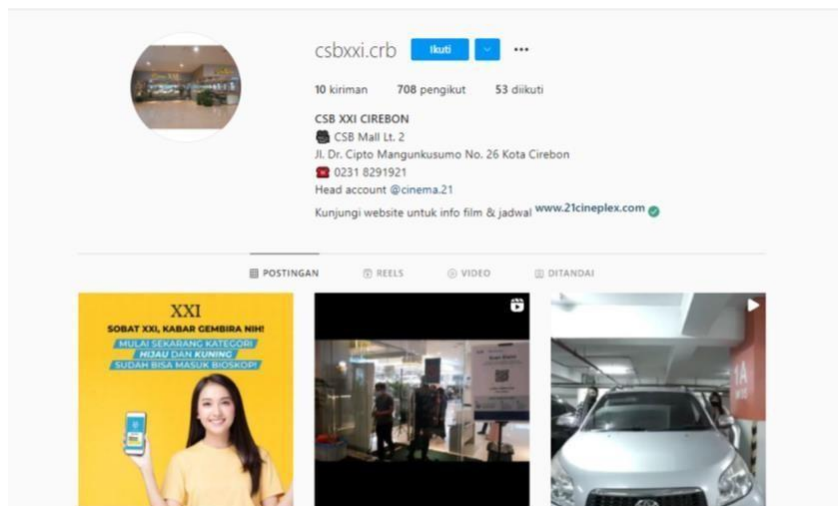 csbxxi.crb Ikuti
10 kiriman 708 pengikut 53 diikuti
CSB XXI CIREBON
CSB Mall Lt. 2
Jl. Dr. Cipto Mangunkusumo No. 26 Kota Cirebon
0231 8291921
Head account @cinema.21
Kunjungi website untuk info film & jadwal www.21cineplex.com
POSTINGAN REELS VIDEO DITANDAI
XXI
SOBAT XXI, KABAR GEMBIRA NIH!
MULAI SEKARANG KATEGORI
HIJAU DAN KUNING
SUDAH BISA MASUK BIOSKOP!
1A